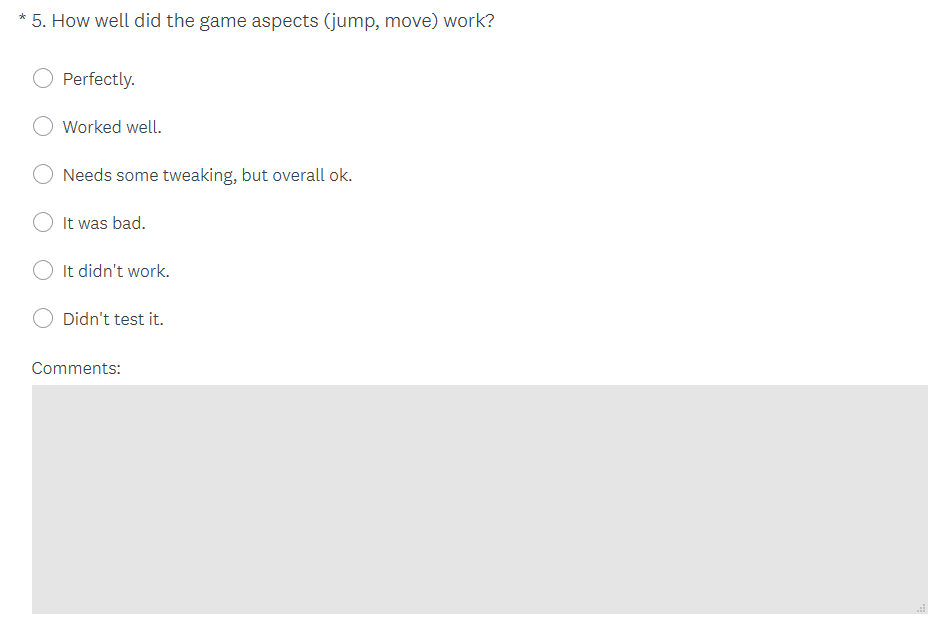 * 5. How well did the game aspects (jump, move) work?
Perfectly.
Worked well.
Needs some tweaking, but overall ok.
It was bad.
It didn't work.
Didn't test it.
Comments: